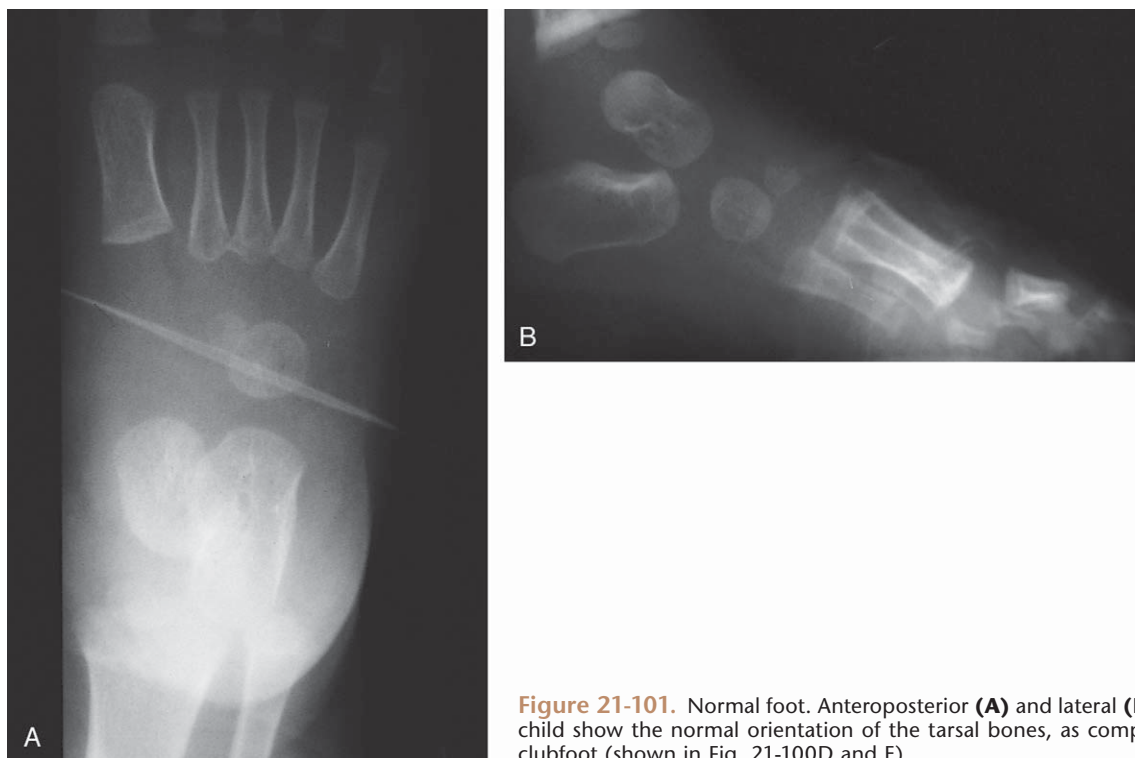 A
B
Figure 21-101. Normal foot. Anteroposterior (A) and lateral (
child show the normal orientation of the tarsal bones, as comp
clubfoot (shown in Fig. 21-100D and E).